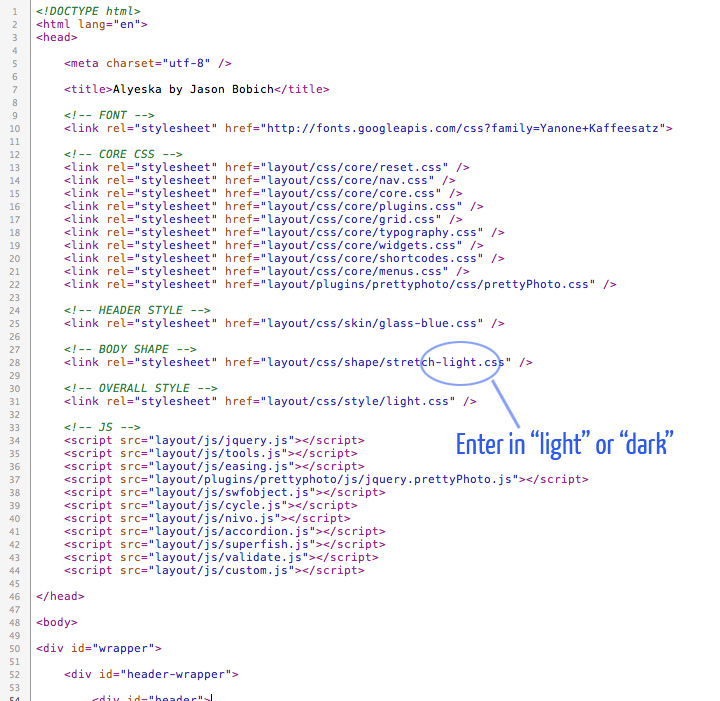 1 <!DOCTYPE html>
2 <html lang="en">
3 <head>
4
5 <meta charset="utf-8" />
6
7 <title>Alyeska by Jason Bobich</title>
8
9 <!-- FONT -->
10 <link rel="stylesheet" href="http://fonts.googleapis.com/css?family=Yanone+Kaffeesatz">
11
12 <!-- CORE CSS -->
13 <link rel="stylesheet" href="layout/css/core/reset.css" />
14 <link rel="stylesheet" href="layout/css/core/nav.css" />
15 <link rel="stylesheet" href="layout/css/core/core.css" />
16 <link rel="stylesheet" href="layout/css/core/plugins.css" />
17 <link rel="stylesheet" href="layout/css/core/grid.css" />
18 <link rel="stylesheet" href="layout/css/core/typography.css" />
19 <link rel="stylesheet" href="layout/css/core/widgets.css" />
20 <link rel="stylesheet" href="layout/css/core/shortcodes.css" />
21 <link rel="stylesheet" href="layout/css/core/menus.css" />
22 <link rel="stylesheet" href="layout/plugins/prettyphoto/css/prettyPhoto.css" />
23
24 <!-- HEADER STYLE -->
25 <link rel="stylesheet" href="layout/css/skin/glass-blue.css" />
26
27 <!-- BODY SHAPE -->
28 <link rel="stylesheet" href="layout/css/shape/stretch-light.css" />
29
30 <!-- OVERALL STYLE -->
31 <link rel="stylesheet" href="layout/css/style/light.css" />
32
33 <!-- JS -->
34 <script src="layout/js/jquery.js"></script>
Enter in “light” or “dark”
35 <script src="layout/js/tools.js"></script>
36 <script src="layout/js/easing.js"></script>
37 <script src="layout/plugins/prettyphoto/js/jquery.prettyPhoto.js"></script>
38 <script src="layout/js/swfobject.js"></script>
39 <script src="layout/js/cycle.js"></script>
40 <script src="layout/js/nivo.js"></script>
41 <script src="layout/js/accordion.js"></script>
42 <script src="layout/js/superfish.js"></script>
43 <script src="layout/js/validate.js"></script>
44 <script src="layout/js/custom.js"></script>
45
46 </head>
47
48 <body>
49
50 <div id="wrapper">
51
52 <div id="header-wrapper">
53
54 <div id="header">